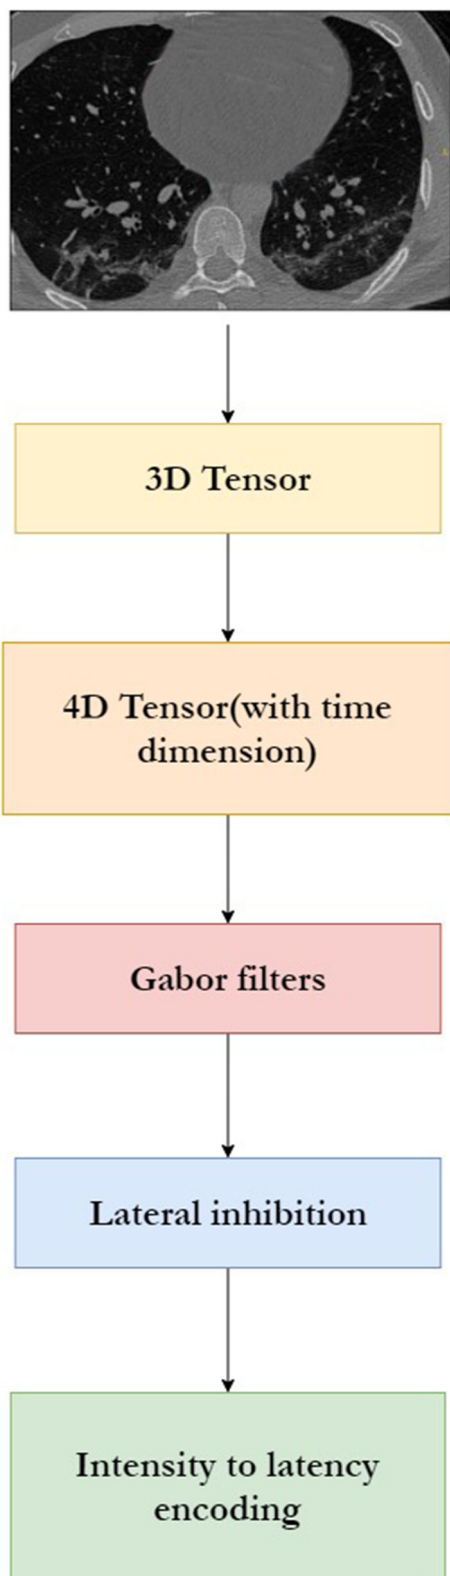 3D Tensor
4D Tensor(with time
dimension)
Gabor filters
Lateral inhibition
Intensity to latency
encoding